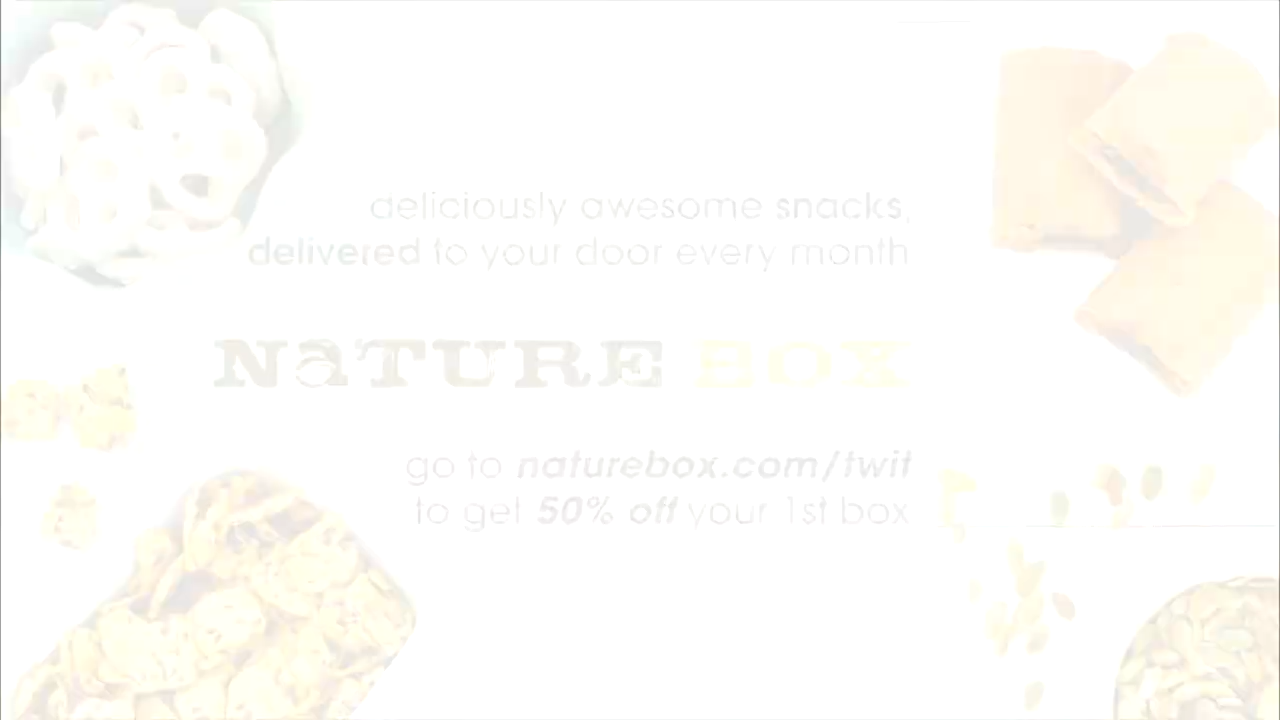 deliciously awesome snacks,
delivered to your door every month
NaTURE BOX
go to naturebox.com/twit
to get 50% off your 1st box